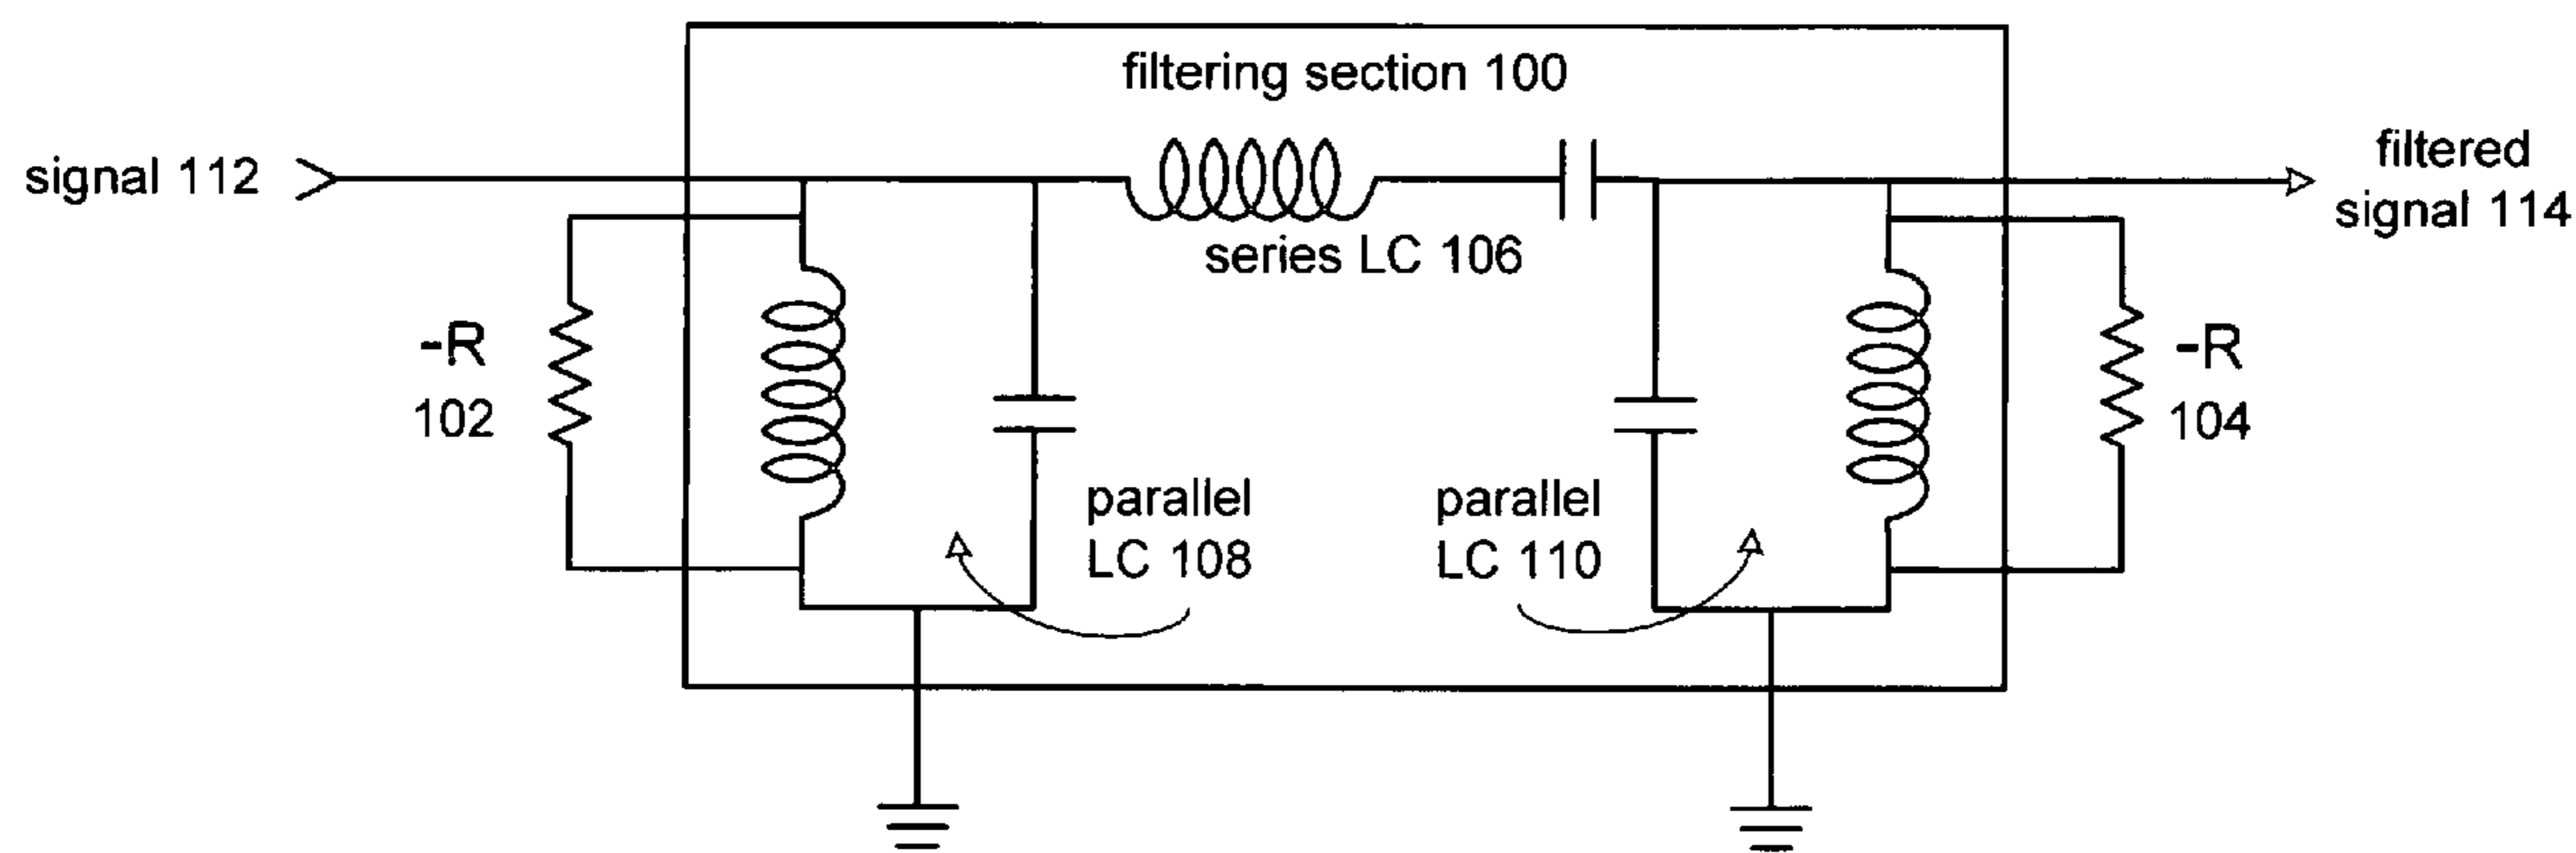 filtering section 100
signal 112
filtered
signal 114
series LC 106
-R
102
-R
104
parallel
LC 108
parallel
LC 110